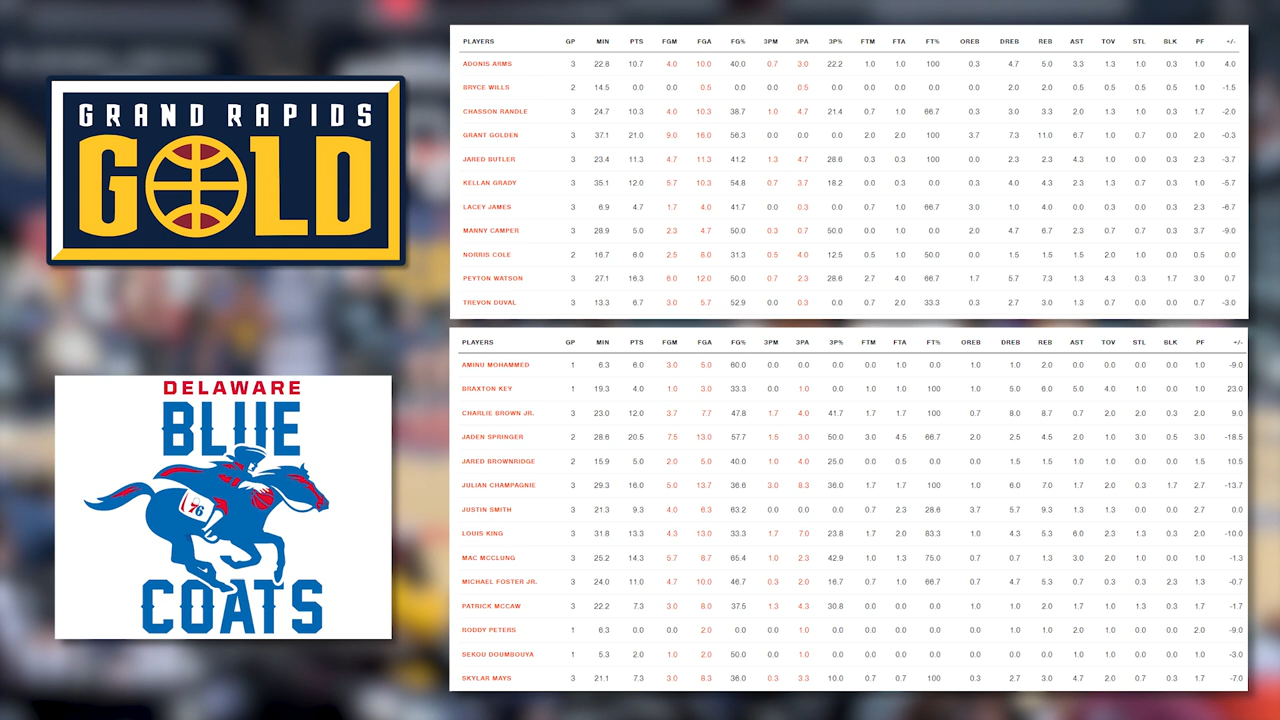 GRAND RAPIDS
GOLD
PLAYERS GP MIN PTS FGM FGA FG% 3PM 3PA 3P% FTM FTA FT% OREB DREB REB AST TOV STL BLK PF +/-
ADONIS ARMS 3 22.8 10.7 4.0 10.0 40.0 0.7 3.0 22.2 1.0 1.0 100 0.3 4.7 5.0 3.3 1.3 1.0 0.3 1.0 4.0
BRYCE WILLS 2 14.5 0.0 0.0 0.5 0.0 0.0 0.5 0.0 0.0 0.0 0.0 0.0 2.0 2.0 0.5 0.5 0.5 0.5 1.0 -1.5
CHASSON RANDLE 3 24.7 10.3 4.0 10.3 38.7 1.0 4.7 21.4 0.7 1.0 66.7 0.3 3.0 3.3 2.0 1.3 1.0 0.3 1.7 -2.0
GRANT GOLDEN 3 37.1 21.0 9.0 16.0 56.3 0.0 0.0 0.0 2.0 2.0 100 3.7 7.3 11.0 6.7 1.0 0.7 0.0 2.0 -0.3
JARED BUTLER 3 23.4 11.3 4.7 11.3 41.2 1.3 4.7 28.6 0.3 0.3 100 0.0 2.3 2.3 4.3 1.0 0.0 0.3 2.3 -3.7
KELLAN GRADY 3 35.1 12.0 5.7 10.3 54.8 0.7 3.7 18.2 0.0 0.3 0.0 0.3 4.0 4.3 2.3 1.3 0.7 0.3 1.0 -5.7
LACEY JAMES 3 6.9 4.7 1.7 4.0 41.7 0.0 0.3 0.0 0.7 1.0 66.7 3.0 1.0 4.0 0.0 0.3 0.0 0.3 2.3 -6.7
MANNY CAMPER 3 28.9 5.0 2.3 4.7 50.0 0.3 0.7 50.0 0.0 1.0 0.0 2.0 4.7 6.7 2.3 0.7 0.7 0.3 3.7 -9.0
NORRIS COLE 2 16.7 6.0 2.5 8.0 31.3 0.5 4.0 12.5 0.5 1.0 50.0 0.0 1.5 1.5 1.5 2.0 1.0 0.0 0.5 0.0
PEYTON WATSON 3 27.1 16.3 6.0 12.0 50.0 0.7 2.3 28.6 2.7 4.0 66.7 1.7 5.7 7.3 1.3 4.3 0.3 1.7 3.0 0.7
TREVON DUVAL 3 13.3 6.7 3.0 5.7 52.9 0.0 0.3 0.0 0.7 2.0 33.3 0.3 2.7 3.0 1.3 0.7 0.0 0.0 1.0 -3.0
DELAWARE
BLUE
76
COATS
PLAYERS GP MIN PTS FGM FGA FG% 3PM 3PA 3P% FTM FTA FT% OREB DREB REB AST TOV STL BLK PF +/-
AMINU MOHAMMED 1 6.3 6.0 3.0 5.0 60.0 0.0 0.0 0.0 0.0 1.0 0.0 1.0 1.0 2.0 0.0 0.0 0.0 0.0 1.0 -9.0
BRAXTON KEY 1 19.3 4.0 1.0 3.0 33.3 0.0 1.0 0.0 1.0 1.0 100 1.0 5.0 6.0 5.0 4.0 1.0 0.0 1.0 23.0
CHARLIE BROWN JR. 3 23.0 12.0 3.7 7.7 47.8 1.7 4.0 41.7 1.7 1.7 100 0.7 8.0 8.7 0.7 2.0 2.0 0.3 2.0 9.0
JADEN SPRINGER 2 28.6 20.5 7.5 13.0 57.7 1.5 3.0 50.0 3.0 4.5 66.7 2.0 2.5 4.5 2.0 1.0 3.0 0.5 3.0 -18.5
JARED BROWNRIDGE 2 15.9 5.0 2.0 5.0 40.0 1.0 4.0 25.0 0.0 0.5 0.0 0.0 1.5 1.5 1.0 1.0 0.0 0.0 1.5 10.5
JULIAN CHAMPAGNIE 3 29.3 16.0 5.0 13.7 36.6 3.0 8.3 36.0 1.7 1.7 100 1.0 6.0 7.0 1.7 2.0 0.3 1.7 2.7 -13.7
JUSTIN SMITH 3 21.3 9.3 4.0 6.3 63.2 0.0 0.0 0.0 0.7 2.3 28.6 3.7 5.7 9.3 1.3 1.3 0.0 0.0 2.7 0.0
LOUIS KING 3 31.8 13.3 4.3 13.0 33.3 1.7 7.0 23.8 1.7 2.0 83.3 1.0 4.3 5.3 6.0 2.3 1.3 0.3 2.0 -10.0
MAC MCCLUNG 3 25.2 14.3 5.7 8.7 65.4 1.0 2.3 42.9 1.0 1.3 75.0 0.7 0.7 1.3 3.0 2.0 1.0 0.0 1.0 -1.3
MICHAEL FOSTER JR. 3 24.0 11.0 4.7 10.0 46.7 0.3 2.0 16.7 0.7 1.0 66.7 0.7 4.7 5.3 0.7 0.3 0.3 1.3 1.3 -0.7
PATRICK MCCAW 3 22.2 7.3 3.0 8.0 37.5 1.3 4.3 30.8 0.0 0.0 0.0 1.0 1.0 2.0 1.7 1.0 1.3 0.3 1.7 -1.7
RODDY PETERS 1 6.3 0.0 0.0 2.0 0.0 0.0 1.0 0.0 0.0 0.0 0.0 0.0 1.0 1.0 2.0 1.0 0.0 0.0 2.0 -9.0
SEKOU DOUMBOUYA 1 5.3 2.0 1.0 2.0 50.0 0.0 1.0 0.0 0.0 0.0 0.0 0.0 0.0 0.0 0.0 0.0 0.0 0.0 1.0 -3.0
SKYLAR MAYS 3 21.1 7.3 3.0 8.3 36.0 0.3 3.3 10.0 0.7 0.7 100 0.3 2.7 3.0 4.7 2.0 0.7 0.3 1.7 -7.0